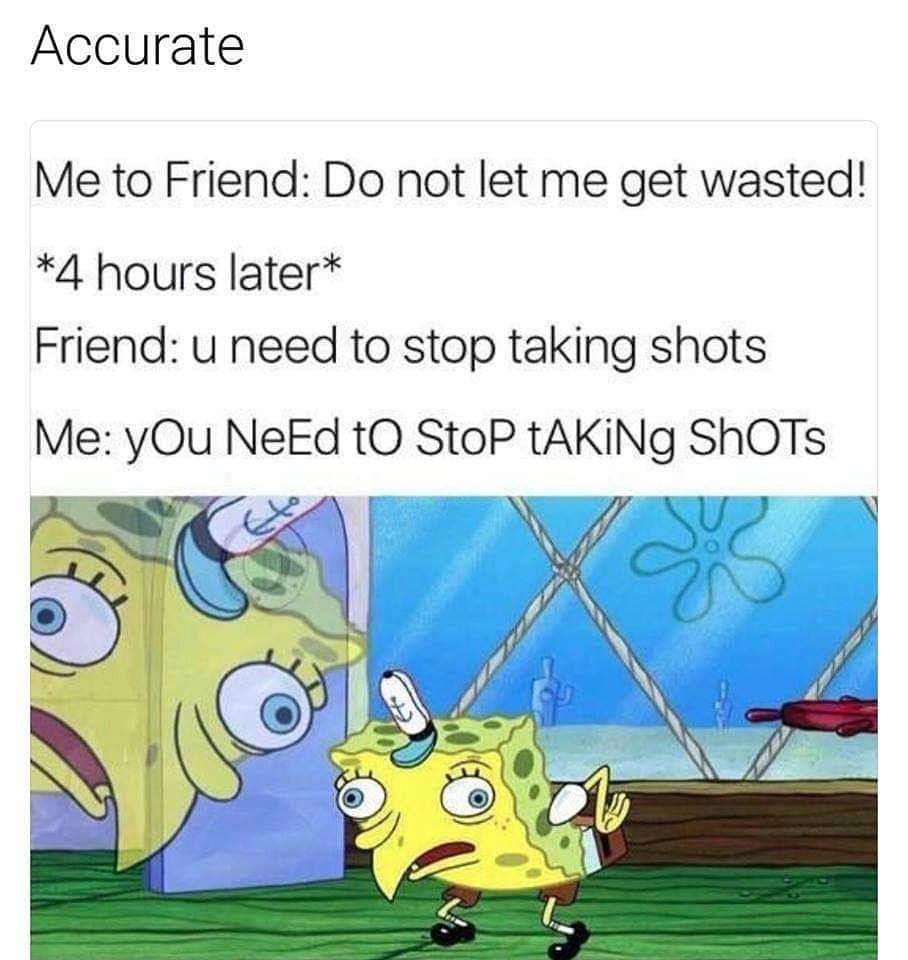 Accurate
Me to Friend: Do not let me get wasted!
*4 hours later*
Friend: u need to stop taking shots
Me: yOu NeEd tO StoP tAKiNg ShOTs